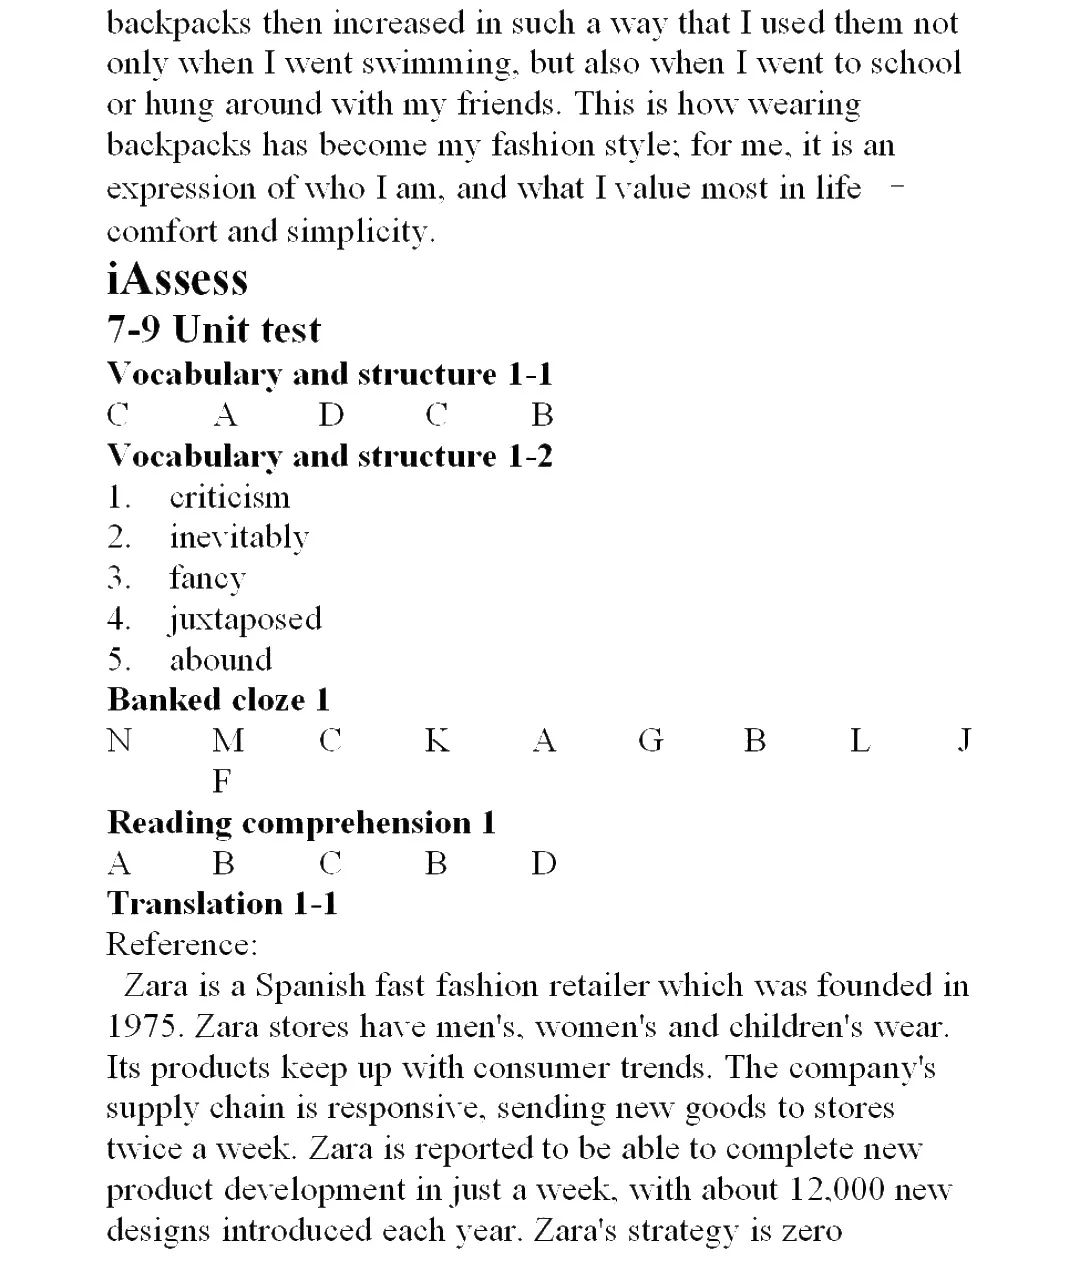 backpacks then increased in such a way that I used them not
only when I went swimming, but also when I went to school
or hung around with my friends. This is how wearing
backpacks has become my fashion style; for me, it is an
expression of who I am, and what I value most in life –
comfort and simplicity.
iAssess
7-9 Unit test
Vocabulary and structure 1-1
C A D C B
Vocabulary and structure 1-2
1. criticism
2. inevitably
3. fancy
4. juxtaposed
5. abound
Banked cloze 1
N M C K A G B L J
F
Reading comprehension 1
A B C B D
Translation 1-1
Reference:
Zara is a Spanish fast fashion retailer which was founded in
1975. Zara stores have men's, women's and children's wear.
Its products keep up with consumer trends. The company's
supply chain is responsive, sending new goods to stores
twice a week. Zara is reported to be able to complete new
product development in just a week, with about 12,000 new
designs introduced each year. Zara's strategy is zero